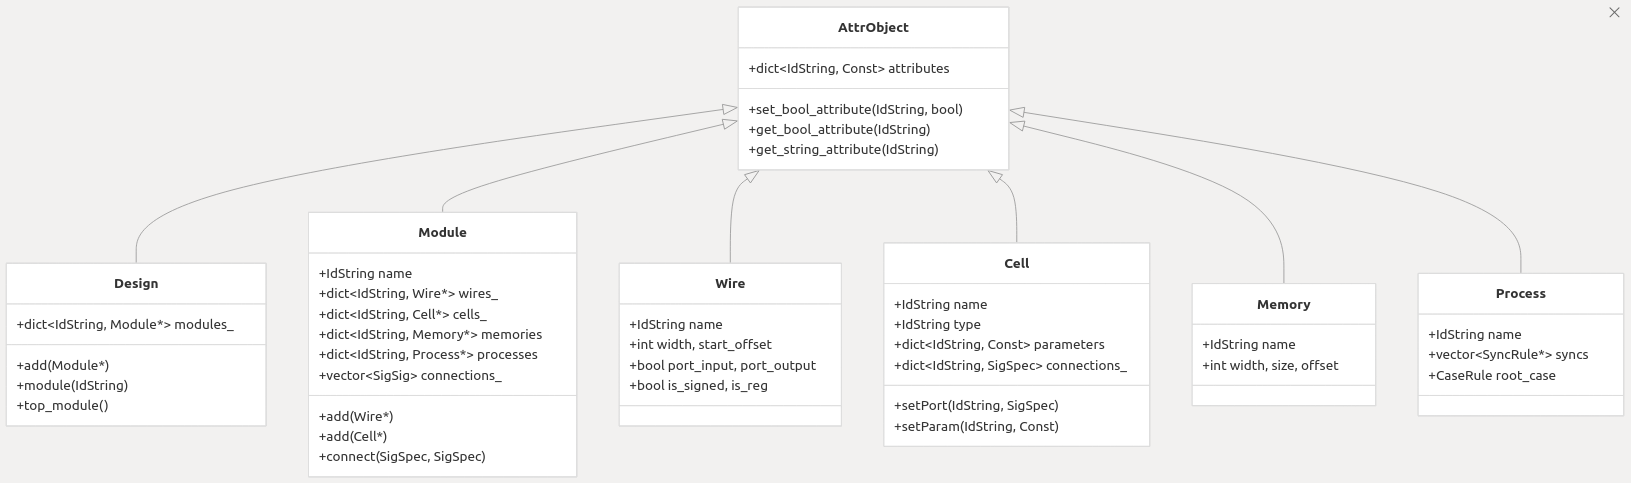 AttrObject
+dict<IdString, Const> attributes
+set_bool_attribute(IdString, bool)
+get_bool_attribute(IdString)
+get_string_attribute(IdString)
Design
+dict<IdString, Module*> modules_
+add(Module*)
+module(IdString)
+top_module()
Module
+IdString name
+dict<IdString, Wire*> wires_
+dict<IdString, Cell*> cells_
+dict<IdString, Memory*> memories
+dict<IdString, Process*> processes
+vector<SigSig> connections_
+add(Wire*)
+add(Cell*)
+connect(SigSpec, SigSpec)
Wire
+IdString name
+int width, start_offset
+bool port_input, port_output
+bool is_signed, is_reg
Cell
+IdString name
+IdString type
+dict<IdString, Const> parameters
+dict<IdString, SigSpec> connections_
+setPort(IdString, SigSpec)
+setParam(IdString, Const)
Memory
+IdString name
+int width, size, offset
Process
+IdString name
+vector<SyncRule*> syncs
+CaseRule root_case